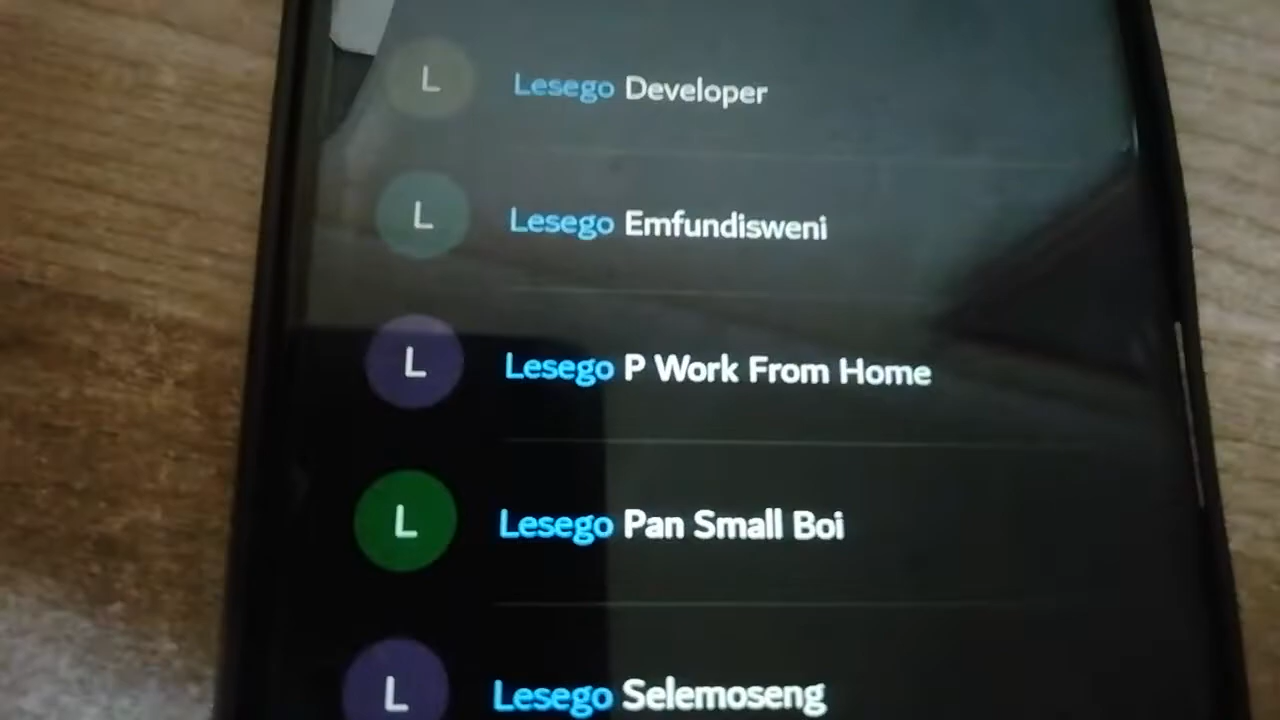 L Lesego Developer
L Lesego Emfundisweni
L Lesego P Work From Home
L Lesego Pan Small Boi
L Lesego Selemoseng